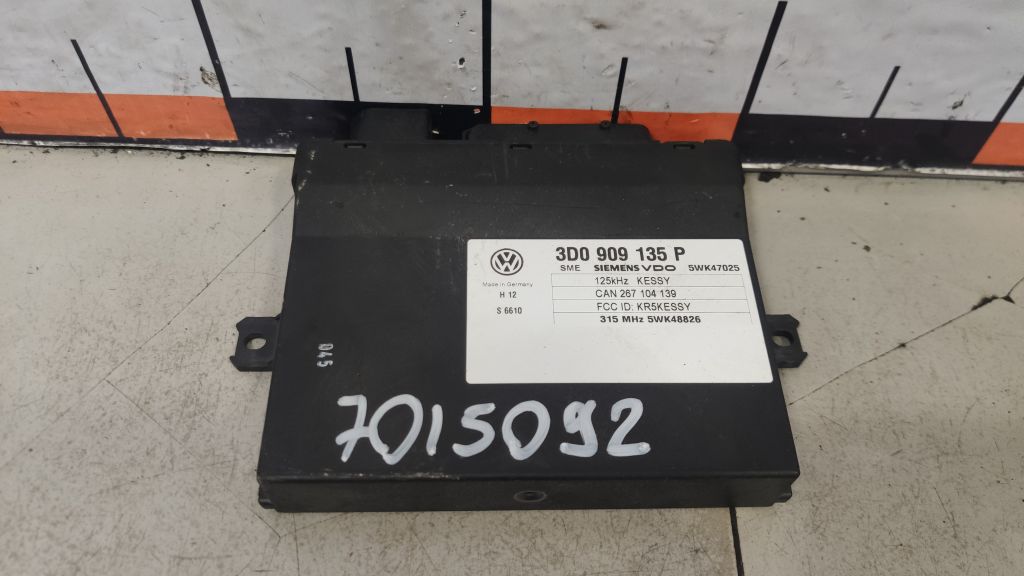 3D0 909 135 P
SME SIEMENS VDO 5WK47025
Made in Germany
125kHz KESSY
H 12
CAN 267 104 139
S 6610
FCC ID: KR5KESSY
315 MHz 5WK48826
D45
7015092